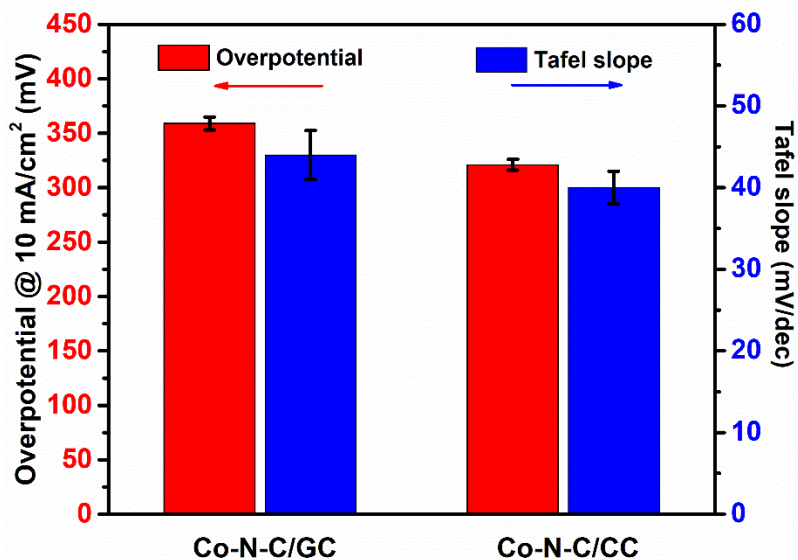 Overpotential @ 10 mA/cm² (mV)
450
400
350
300
250
200
150
100
50
0
Overpotential
Tafel slope
60
50
40
30
20
10
0
Tafel slope (mV/dec)
Co-N-C/GC
Co-N-C/CC